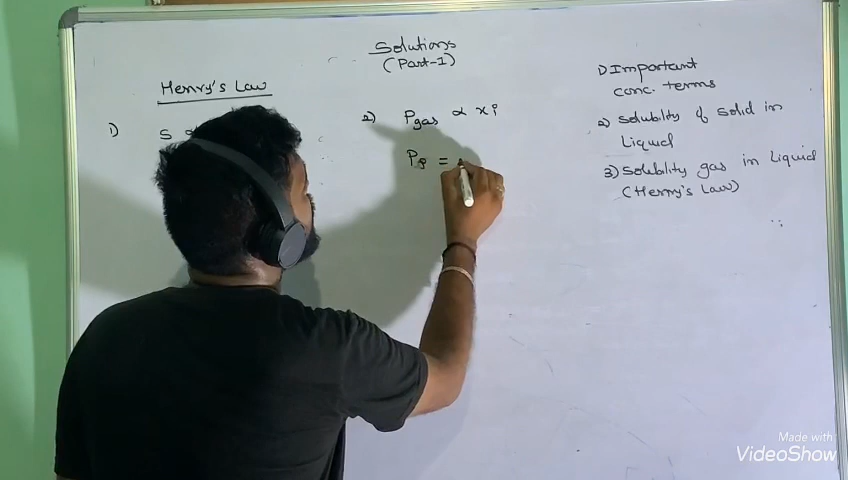 Solutions
(Part-1)
Henry's Law
1) S
2) Pgas ∝ xi
Pi =
1) Important
conc. terms
2) solubility of solid in
Liquid
3) solubility gas in Liquid
(Henry's Law)
Made with
VideoShow